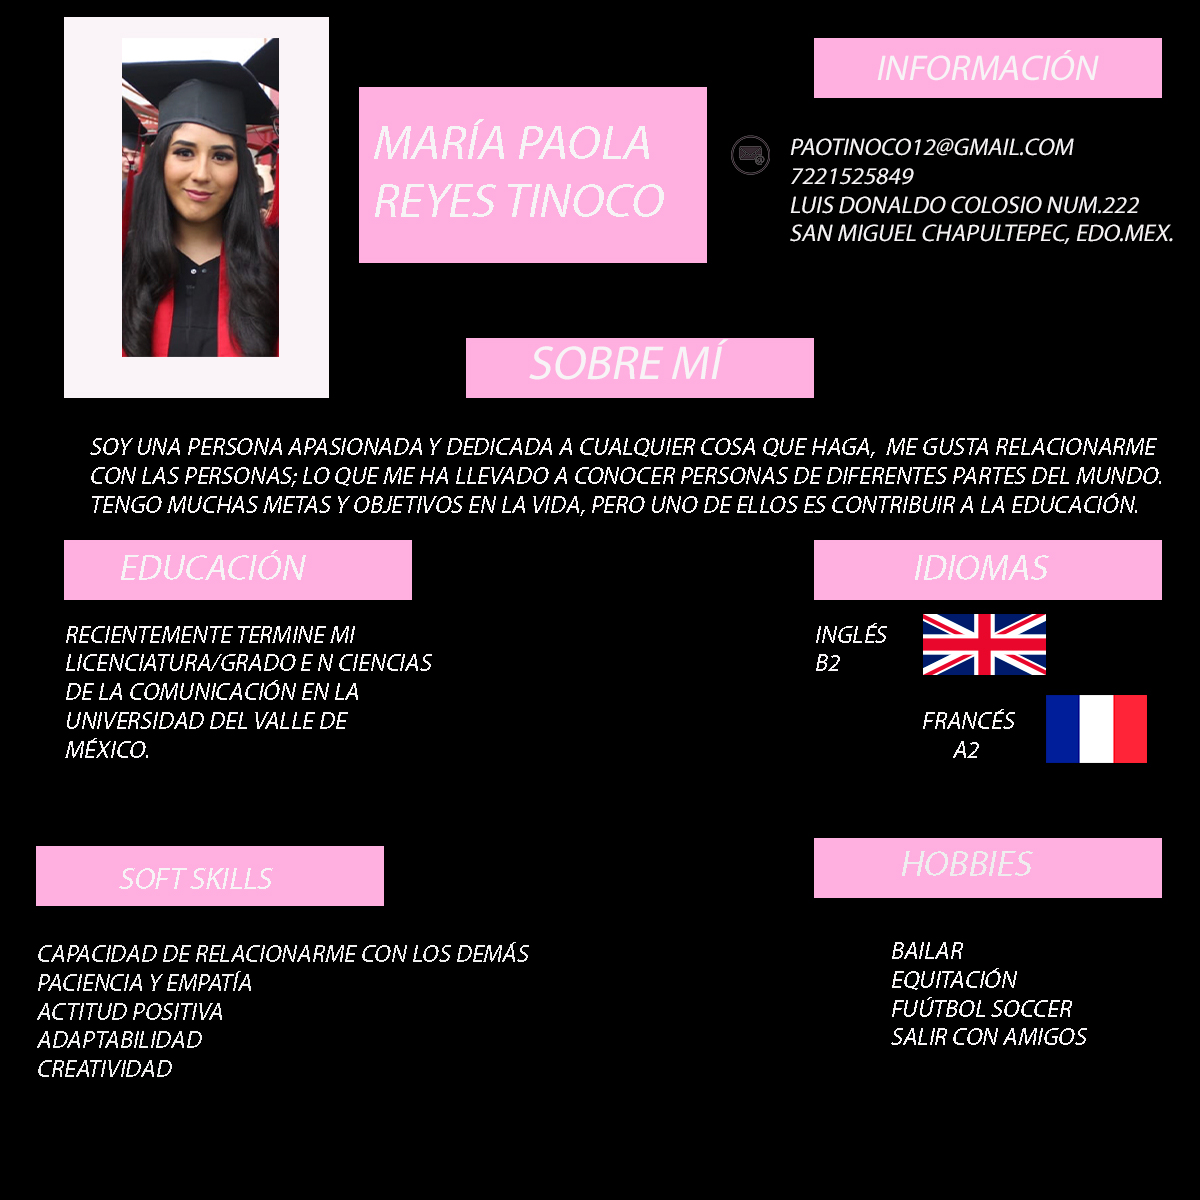 MARÍA PAOLA
REYES TINOCO
INFORMACIÓN
PAOTINOCO12@GMAIL.COM
7221525849
LUIS DONALDO COLOSIO NUM.222
SAN MIGUEL CHAPULTEPEC, EDO.MEX.
SOBRE MÍ
SOY UNA PERSONA APASIONADA Y DEDICADA A CUALQUIER COSA QUE HAGA, ME GUSTA RELACIONARME
CON LAS PERSONAS; LO QUE ME HA LLEVADO A CONOCER PERSONAS DE DIFERENTES PARTES DEL MUNDO.
TENGO MUCHAS METAS Y OBJETIVOS EN LA VIDA, PERO UNO DE ELLOS ES CONTRIBUIR A LA EDUCACIÓN.
EDUCACIÓN
RECIENTEMENTE TERMINE MI
LICENCIATURA/GRADO E N CIENCIAS
DE LA COMUNICACIÓN EN LA
UNIVERSIDAD DEL VALLE DE
MÉXICO.
IDIOMAS
INGLÉS
B2
FRANCÉS
A2
SOFT SKILLS
CAPACIDAD DE RELACIONARME CON LOS DEMÁS
PACIENCIA Y EMPATÍA
ACTITUD POSITIVA
ADAPTABILIDAD
CREATIVIDAD
HOBBIES
BAILAR
EQUITACIÓN
FUÚTBOL SOCCER
SALIR CON AMIGOS